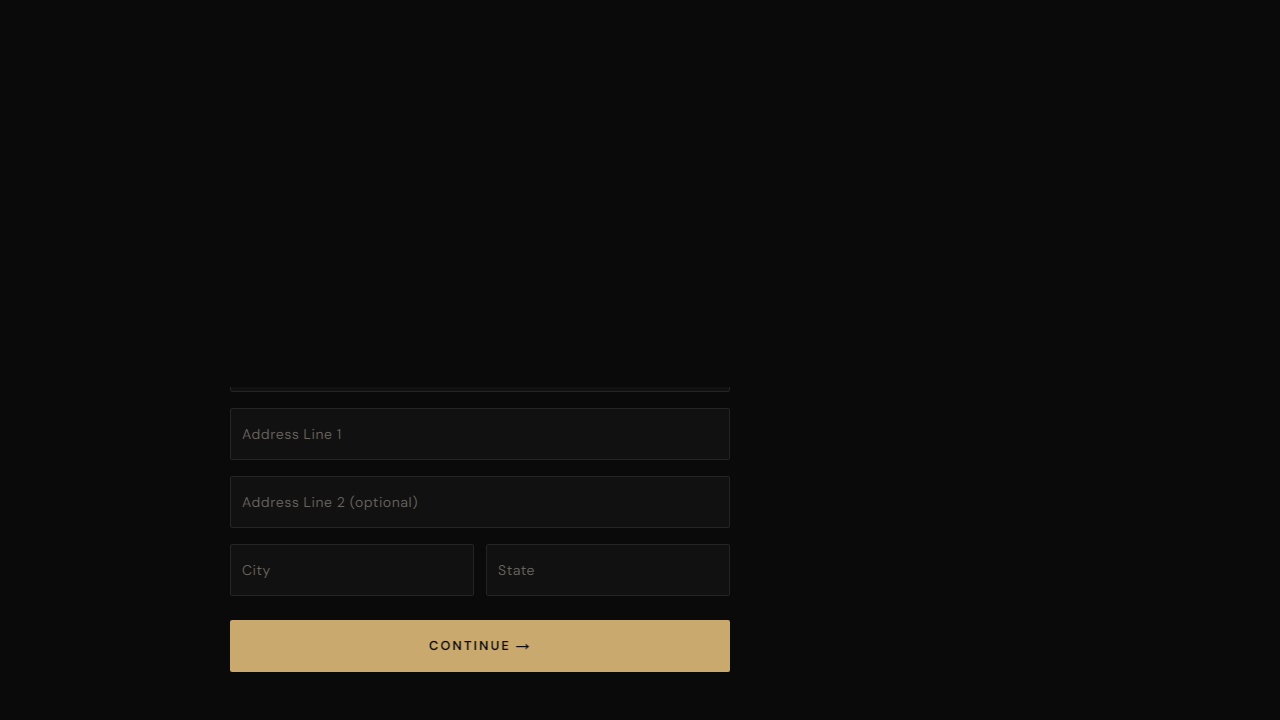 Address Line 1
Address Line 2 (optional)
City
State
CONTINUE →